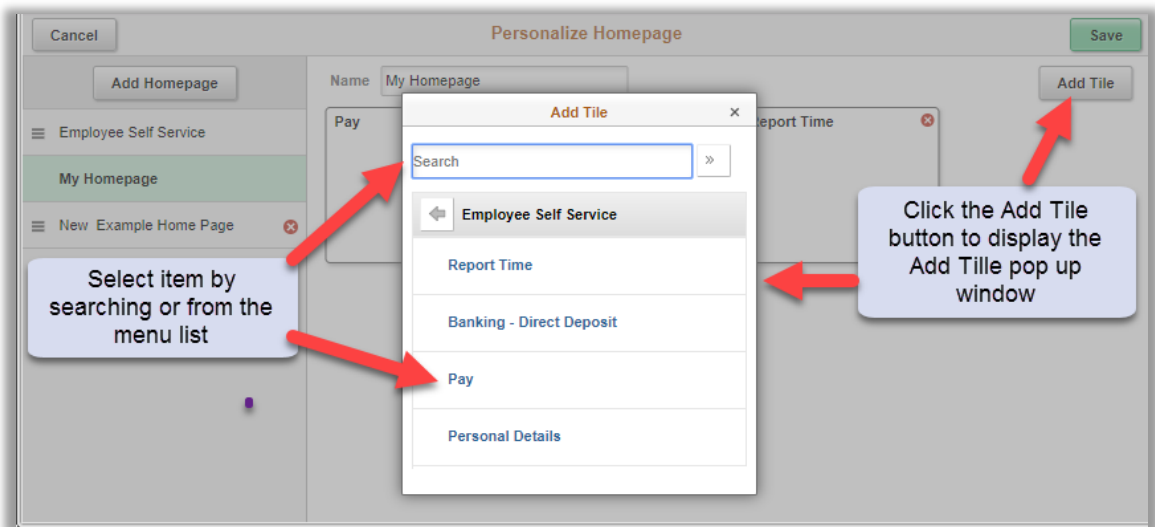 Cancel
Personalize Homepage
Save
Add Homepage
Name
My Homepage
Add Tile
Employee Self Service
My Homepage
New Example Home Page
Pay
eport Time
Add Tile
×
Search
»
Employee Self Service
Report Time
Banking - Direct Deposit
Pay
Personal Details
Select item by
searching or from the
menu list
Click the Add Tile
button to display the
Add Tille pop up
window